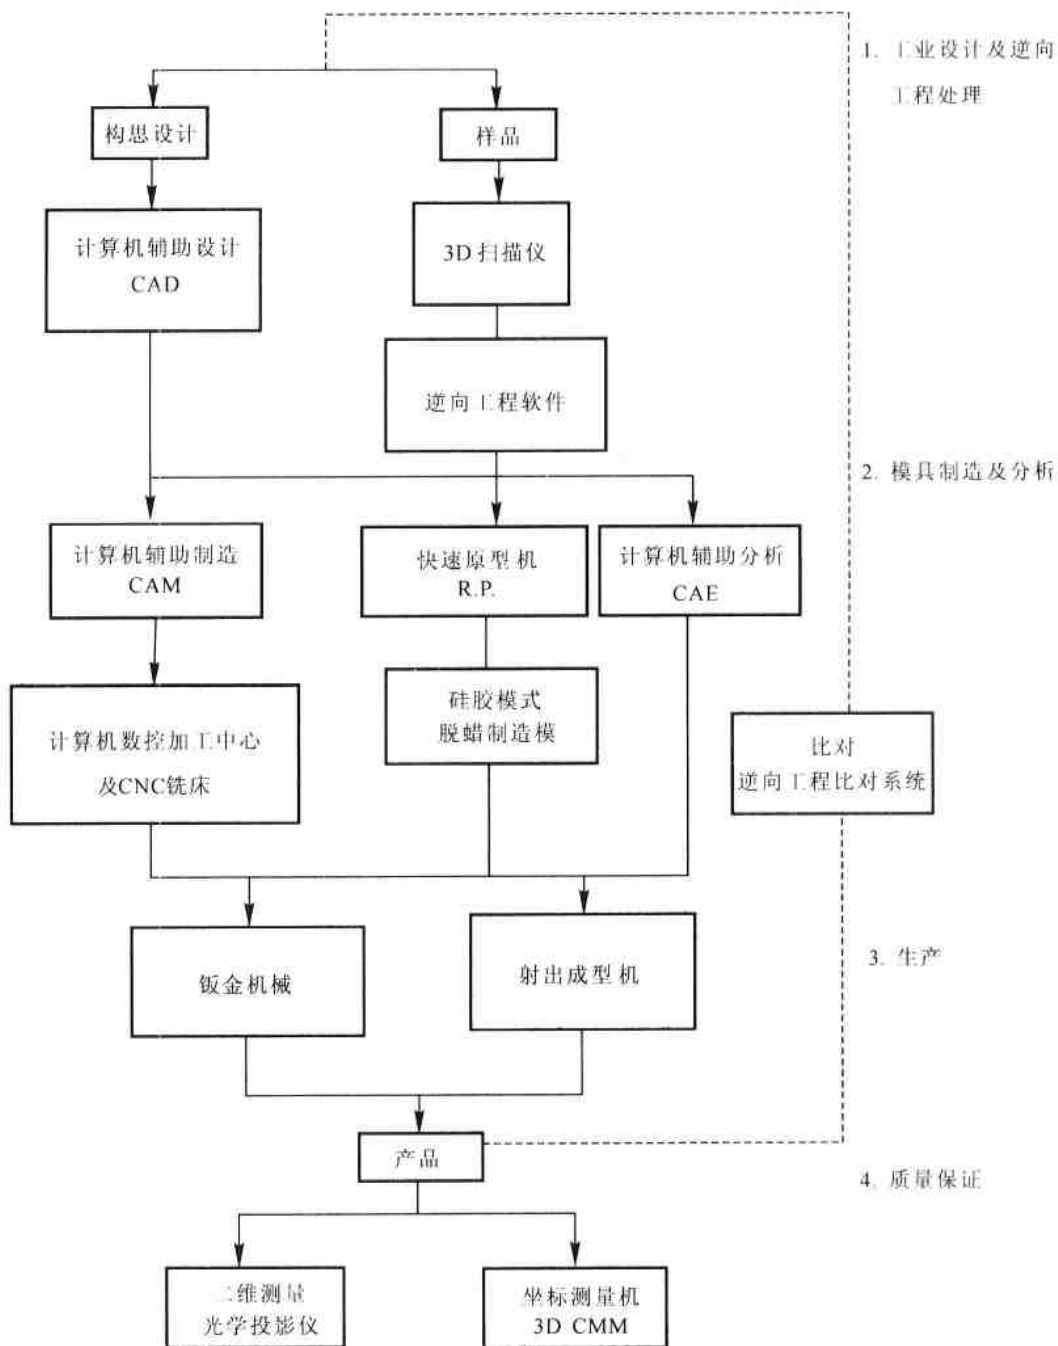 1. 工业设计及逆向
工程处理
构思设计
样品
计算机辅助设计
CAD
3D 扫描仪
逆向工程软件
2. 模具制造及分析
计算机辅助制造
CAM
快速原型机
R.P.
计算机辅助分析
CAE
硅胶模式
脱蜡制造模
计算机数控加工中心
及CNC铣床
比对
逆向工程比对系统
3. 生产
钣金机械
射出成型机
产品
4. 质量保证
二维测量
光学投影仪
坐标测量机
3D CMM